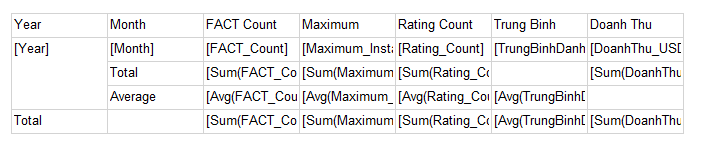 Year Month FACT Count Maximum Rating Count Trung Binh Doanh Thu
[Year] [Month] [FACT_Count] [Maximum_Insta [Rating_Count] [TrungBinhDanh [DoanhThu_USD
Total [Sum(FACT_Co [Sum(Maximum [Sum(Rating_Co [Sum(DoanhThu
Average [Avg(FACT_Cou [Avg(Maximum_ [Avg(Rating_Cou [Avg(TrungBinhD
Total [Sum(FACT_Co [Sum(Maximum [Sum(Rating_Co [Avg(TrungBinhD [Sum(DoanhThu